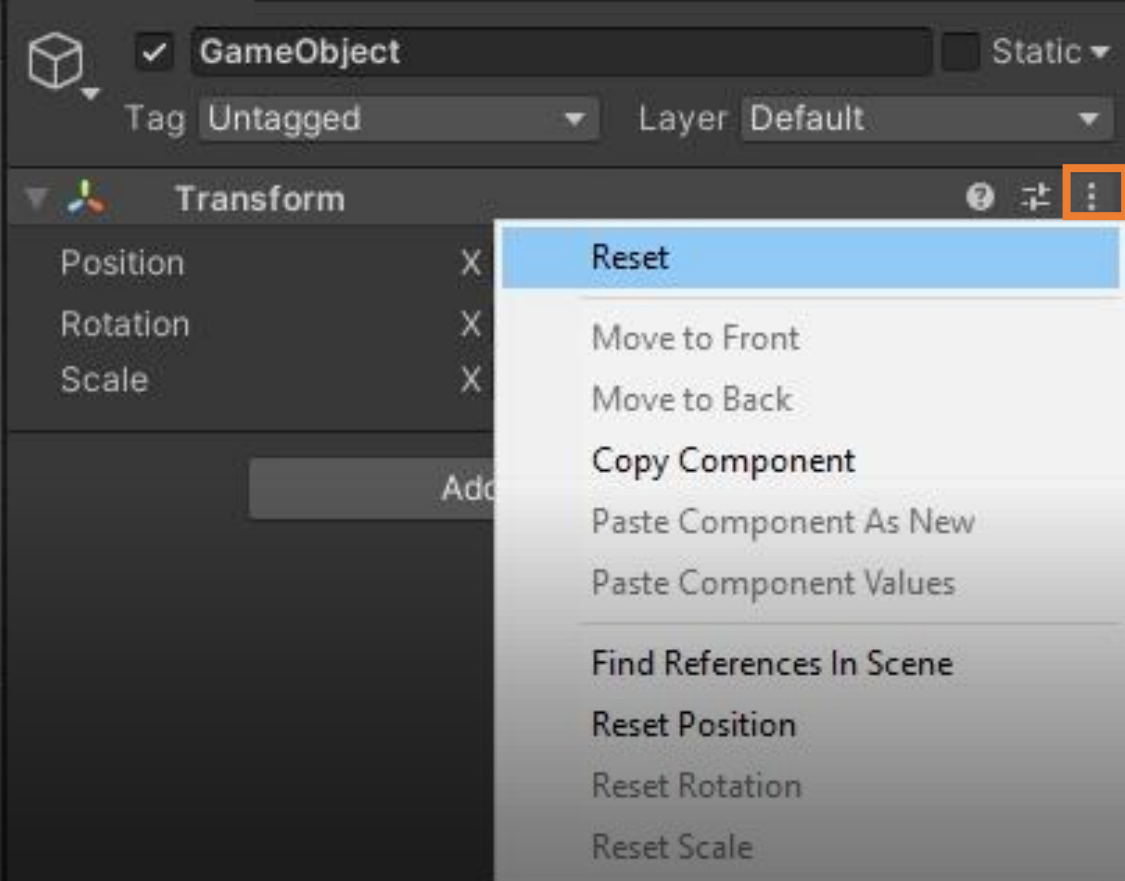 GameObject Static
Tag Untagged Layer Default
Transform
Position X
Rotation X
Scale X
Add
Reset
Move to Front
Move to Back
Copy Component
Paste Component As New
Paste Component Values
Find References In Scene
Reset Position
Reset Rotation
Reset Scale